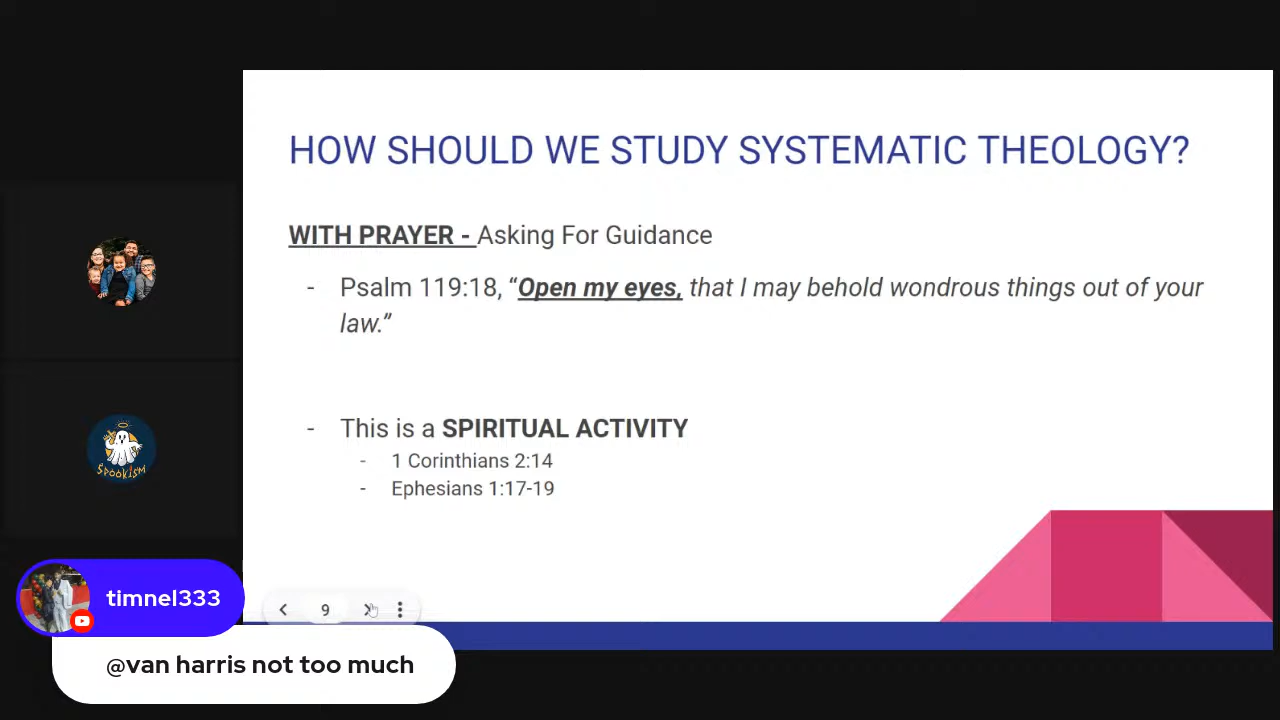 HOW SHOULD WE STUDY SYSTEMATIC THEOLOGY?
WITH PRAYER - Asking For Guidance
- Psalm 119:18, “Open my eyes, that I may behold wondrous things out of your
law.”
- This is a SPIRITUAL ACTIVITY
- 1 Corinthians 2:14
- Ephesians 1:17-19
SPOOKISM
timnel333
9
@van harris not too much